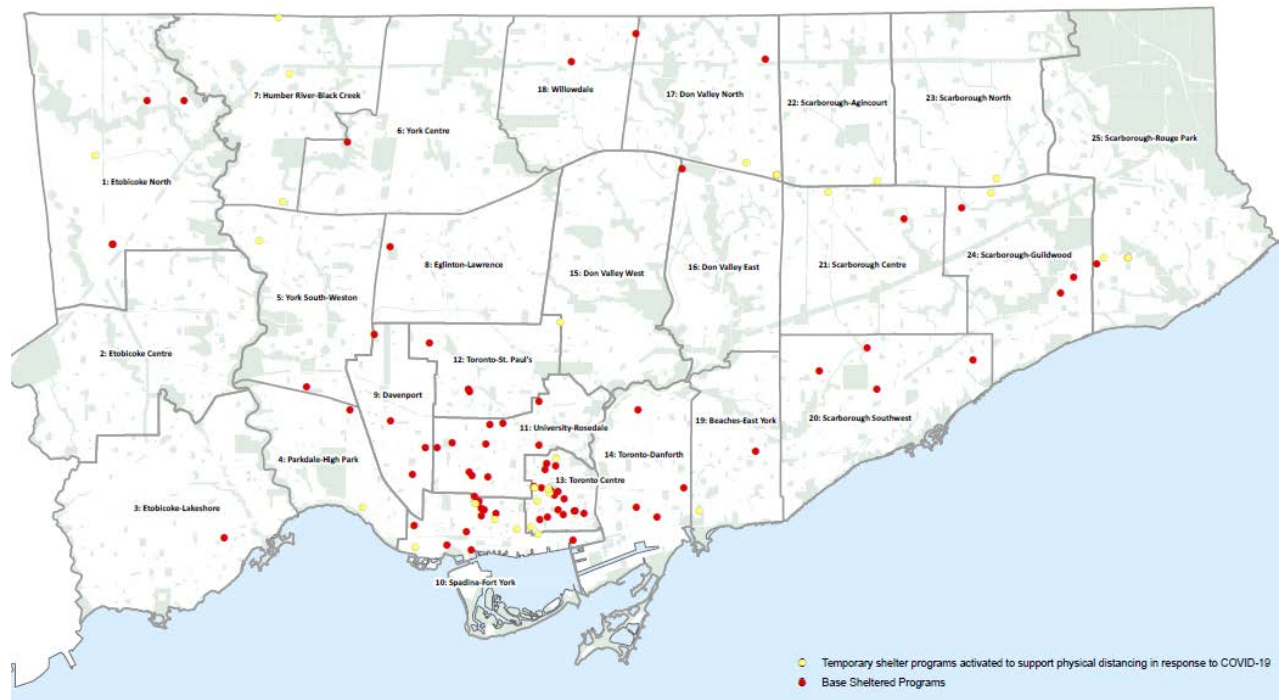 18: Willowdale
17: Don Valley North
7: Humber River-Black Creek
22: Scarborough-Agincourt
23: Scarborough North
6: York Centre
25: Scarborough-Rouge Park
1: Etobicoke North
8: Eglinton-Lawrence
15: Don Valley West
16: Don Valley East
21: Scarborough Centre
24: Scarborough-Guildwood
5: York South-Weston
2: Etobicoke Centre
12: Toronto-St. Paul's
9: Davenport
11: University-Rosedale
19: Beaches-East York
20: Scarborough Southwest
4: Parkdale-High Park
14: Toronto-Danforth
13: Toronto Centre
3: Etobicoke-Lakeshore
10: Spadina-Fort York
Temporary shelter programs activated to support physical distancing in response to COVID-19
Base Sheltered Programs